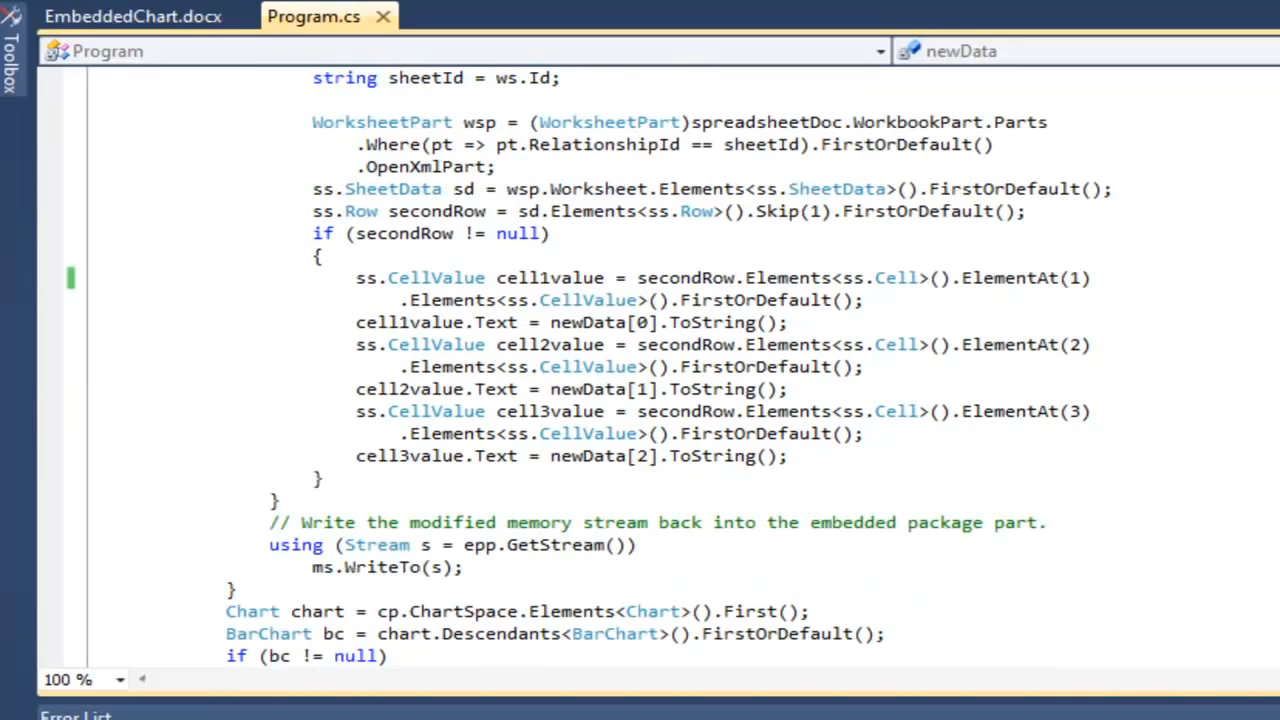 EmbeddedChart.docx Program.cs
Toolbox
Program newData
string sheetId = ws.Id;
WorksheetPart wsp = (WorksheetPart)spreadsheetDoc.WorkbookPart.Parts
.Where(pt => pt.RelationshipId == sheetId).FirstOrDefault()
.OpenXmlPart;
ss.SheetData sd = wsp.Worksheet.Elements<ss.SheetData>().FirstOrDefault();
ss.Row secondRow = sd.Elements<ss.Row>().Skip(1).FirstOrDefault();
if (secondRow != null)
{
ss.CellValue cell1value = secondRow.Elements<ss.Cell>().ElementAt(1)
.Elements<ss.CellValue>().FirstOrDefault();
cell1value.Text = newData[0].ToString();
ss.CellValue cell2value = secondRow.Elements<ss.Cell>().ElementAt(2)
.Elements<ss.CellValue>().FirstOrDefault();
cell2value.Text = newData[1].ToString();
ss.CellValue cell3value = secondRow.Elements<ss.Cell>().ElementAt(3)
.Elements<ss.CellValue>().FirstOrDefault();
cell3value.Text = newData[2].ToString();
}
}
// Write the modified memory stream back into the embedded package part.
using (Stream s = epp.GetStream())
ms.WriteTo(s);
}
Chart chart = cp.ChartSpace.Elements<Chart>().First();
BarChart bc = chart.Descendants<BarChart>().FirstOrDefault();
if (bc != null)
100 %
Error List